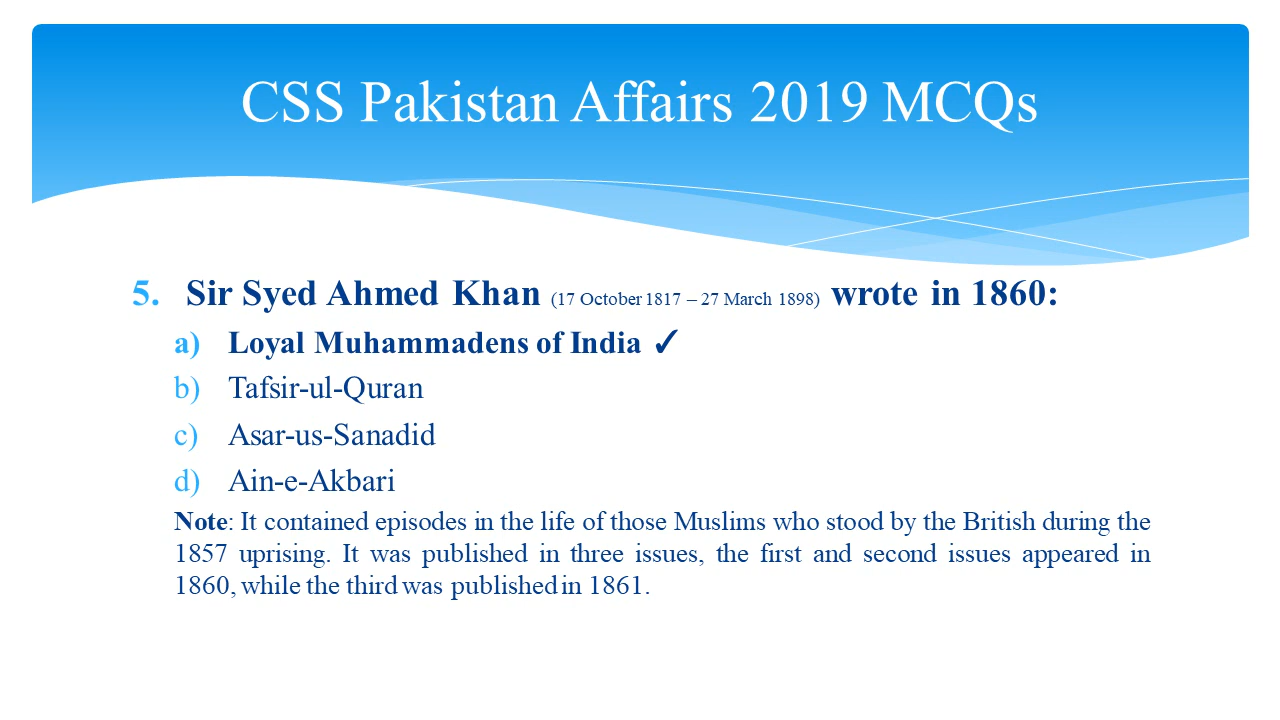 CSS Pakistan Affairs 2019 MCQs
5. Sir Syed Ahmed Khan (17 October 1817 – 27 March 1898) wrote in 1860:
a) Loyal Muhammadens of India ✓
b) Tafsir-ul-Quran
c) Asar-us-Sanadid
d) Ain-e-Akbari
Note: It contained episodes in the life of those Muslims who stood by the British during the
1857 uprising. It was published in three issues, the first and second issues appeared in
1860, while the third was published in 1861.